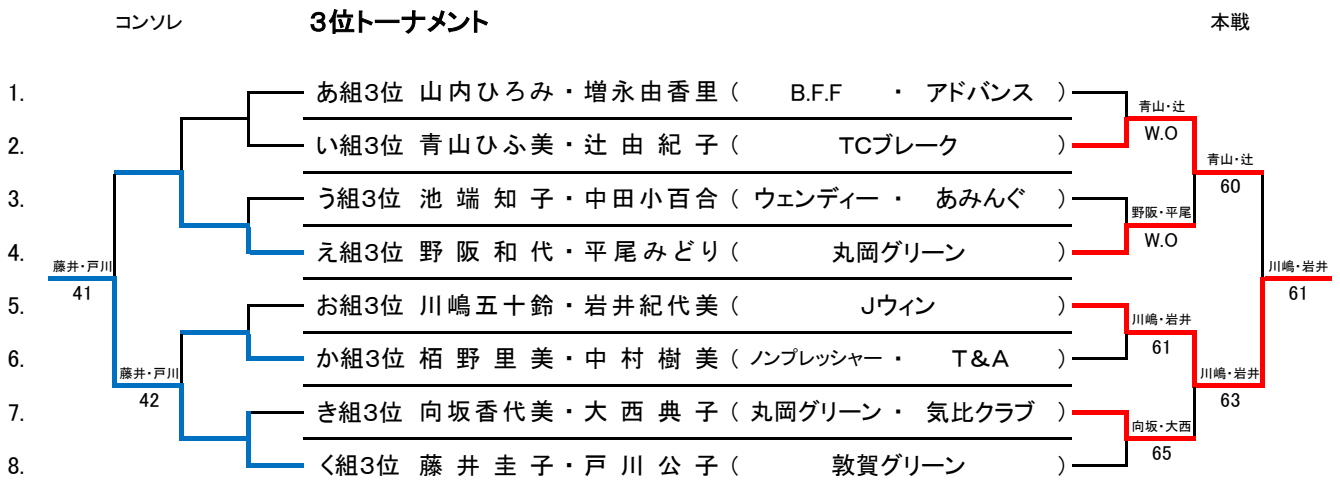 コンソレ 3位トーナメント 本戦
1. あ組3位 山内ひろみ・増永由香里 ( B.F.F ・ アドバンス )
青山・辻
W.O
2. い組3位 青山ひふ美・辻由紀子 ( TCブレーク )
青山・辻
60
3. う組3位 池端知子・中田小百合 ( ウェンディー ・ あみんぐ )
野阪・平尾
W.O
4. え組3位 野阪和代・平尾みどり ( 丸岡グリーン )
藤井・戸川
41
川嶋・岩井
61
5. お組3位 川嶋五十鈴・岩井紀代美 ( Jウィン )
川嶋・岩井
61
6. か組3位 栢野里美・中村樹美 ( ノンプレッシャー ・ T&A )
藤井・戸川
42
川嶋・岩井
63
7. き組3位 向坂香代美・大西典子 ( 丸岡グリーン ・ 気比クラブ )
向坂・大西
65
8. く組3位 藤井圭子・戸川公子 ( 敦賀グリーン )